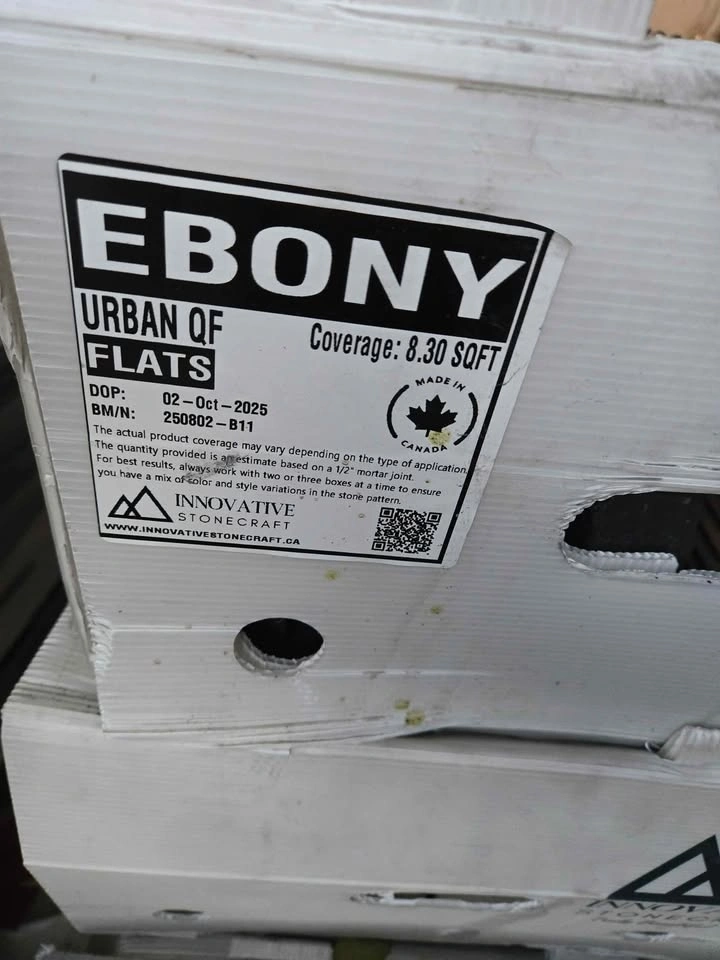 EBONY
URBAN QF
Coverage: 8.30 SQFT
FLATS
DOP: 02-Oct-2025
BM/N: 250802-B11
MADE IN
CANADA
The actual product coverage may vary depending on the type of application.
The quantity provided is an estimate based on a 1/2" mortar joint.
For best results, always work with two or three boxes at a time to ensure
you have a mix of color and style variations in the stone pattern.
INNOVATIVE
STONECRAFT
WWW.INNOVATIVESTONECRAFT.CA